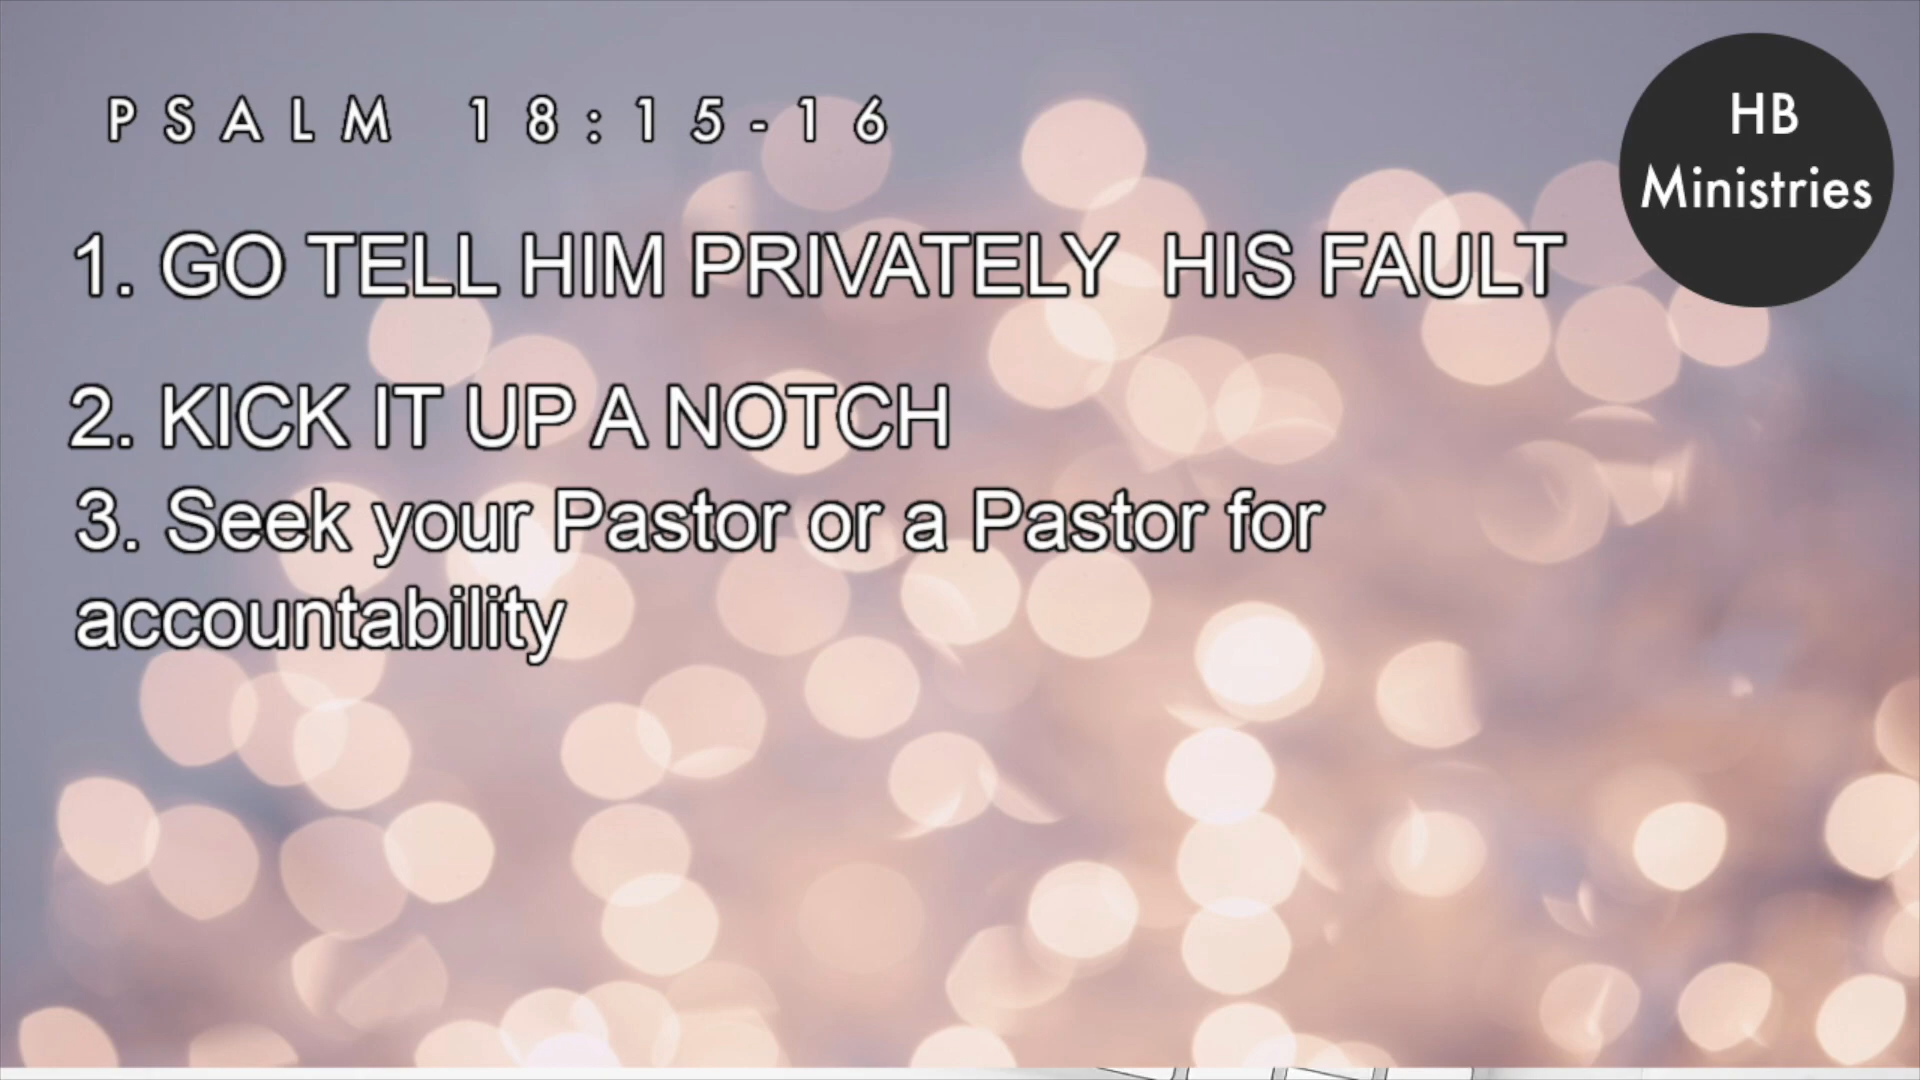 PSALM 18:15-16
HB
Ministries
1. GO TELL HIM PRIVATELY HIS FAULT
2. KICK IT UP A NOTCH
3. Seek your Pastor or a Pastor for
accountability